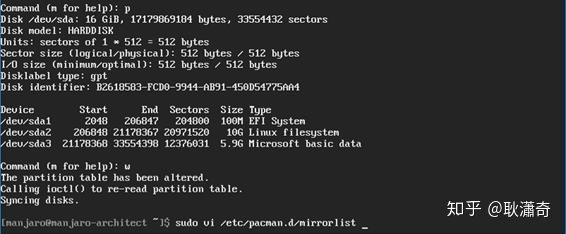 Command (m for help): p
Disk /dev/sda: 16 GiB, 17179869184 bytes, 33554432 sectors
Disk model: HARDDISK
Units: sectors of 1 * 512 = 512 bytes
Sector size (logical/physical): 512 bytes / 512 bytes
I/O size (minimum/optimal): 512 bytes / 512 bytes
Disklabel type: gpt
Disk identifier: B2618583-FCD0-9944-AB91-450D54775AA4
Device Start End Sectors Size Type
/dev/sda1 2048 206847 204800 100M EFI System
/dev/sda2 206848 21178367 20971520 10G Linux filesystem
/dev/sda3 21178368 33554398 12376031 5.9G Microsoft basic data
Command (m for help): w
The partition table has been altered.
Calling ioctl() to re-read partition table.
Syncing disks.
[manjaro@manjaro-architect ~]$ sudo vi /etc/pacman.d/mirrorlist _
知乎 @耿瀟奇